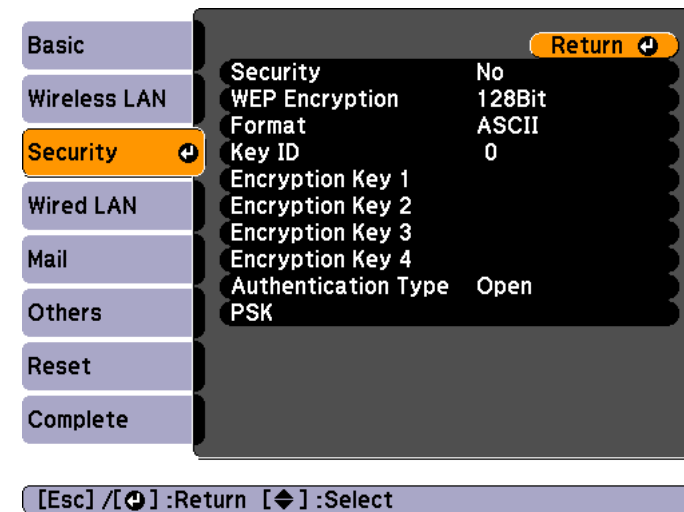 Basic
Wireless LAN
Security
Wired LAN
Mail
Others
Reset
Complete
Return
Security No
WEP Encryption 128Bit
Format ASCII
Key ID 0
Encryption Key 1
Encryption Key 2
Encryption Key 3
Encryption Key 4
Authentication Type Open
PSK
[Esc] /[⏎] :Return [◆] :Select